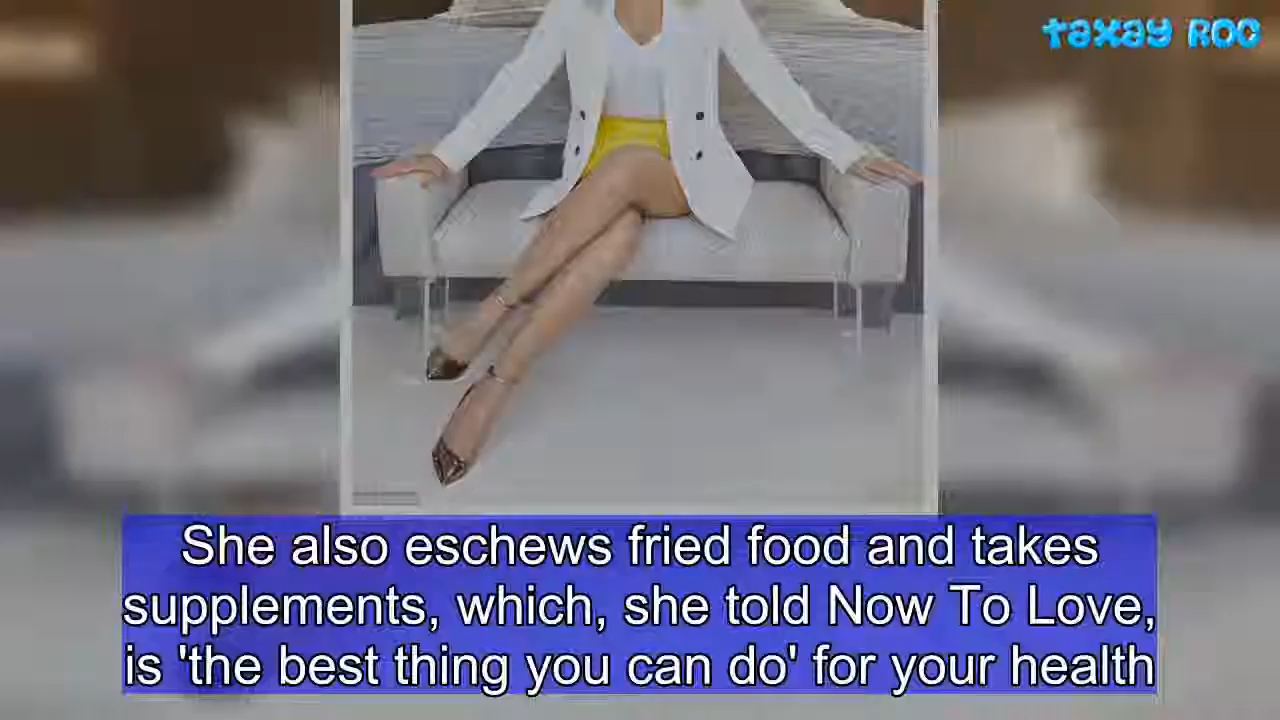 taxay ROO
She also eschews fried food and takes
supplements, which, she told Now To Love,
is 'the best thing you can do' for your health